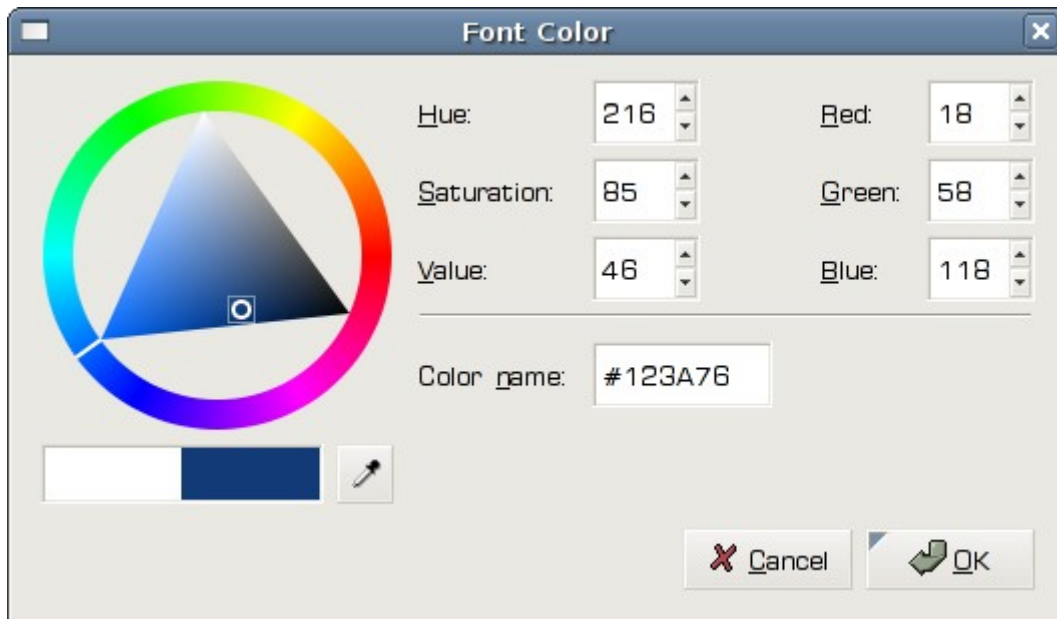 Font Color
Hue: 216 Red: 18
Saturation: 85 Green: 58
Value: 46 Blue: 118
Color name: #123A76
Cancel OK